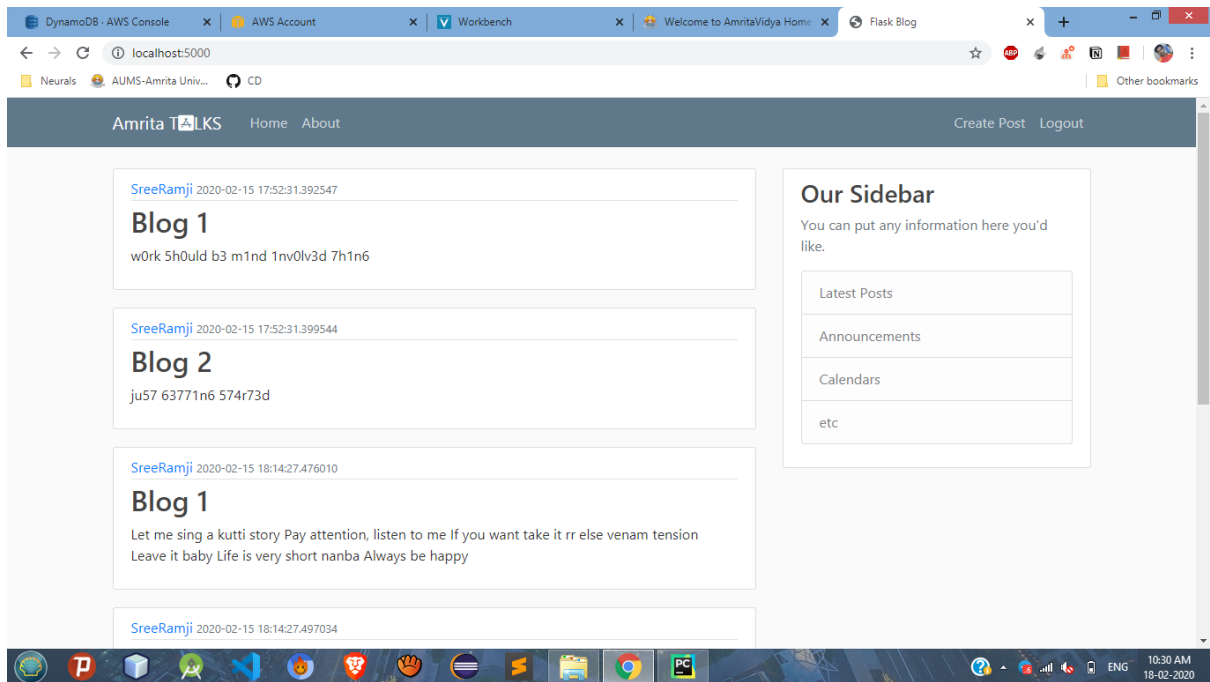 DynamoDB · AWS Console
AWS Account
Workbench
Welcome to AmritaVidya Home
Flask Blog
localhost:5000
ABP
Neurals
AUMS-Amrita Univ...
CD
Other bookmarks
Amrita TALKS
Home
About
Create Post
Logout
SreeRamji 2020-02-15 17:52:31.392547
Blog 1
w0rk 5h0uld b3 m1nd 1nv0lv3d 7h1n6
SreeRamji 2020-02-15 17:52:31.399544
Blog 2
ju57 63771n6 574r73d
SreeRamji 2020-02-15 18:14:27.476010
Blog 1
Let me sing a kutti story Pay attention, listen to me If you want take it rr else venam tension
Leave it baby Life is very short nanba Always be happy
SreeRamji 2020-02-15 18:14:27.497034
Our Sidebar
You can put any information here you'd
like.
Latest Posts
Announcements
Calendars
etc
PC
ENG
10:30 AM
18-02-2020